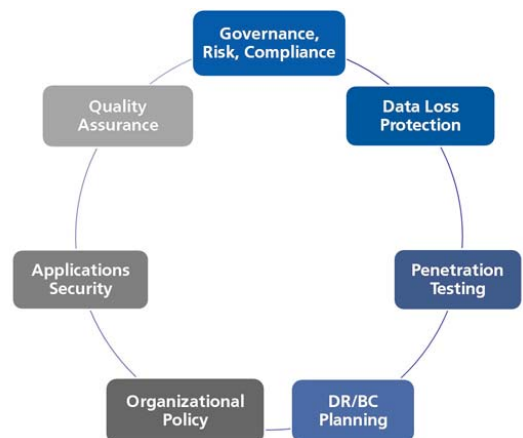 Governance,
Risk, Compliance
Data Loss
Protection
Penetration
Testing
DR/BC
Planning
Organizational
Policy
Applications
Security
Quality
Assurance